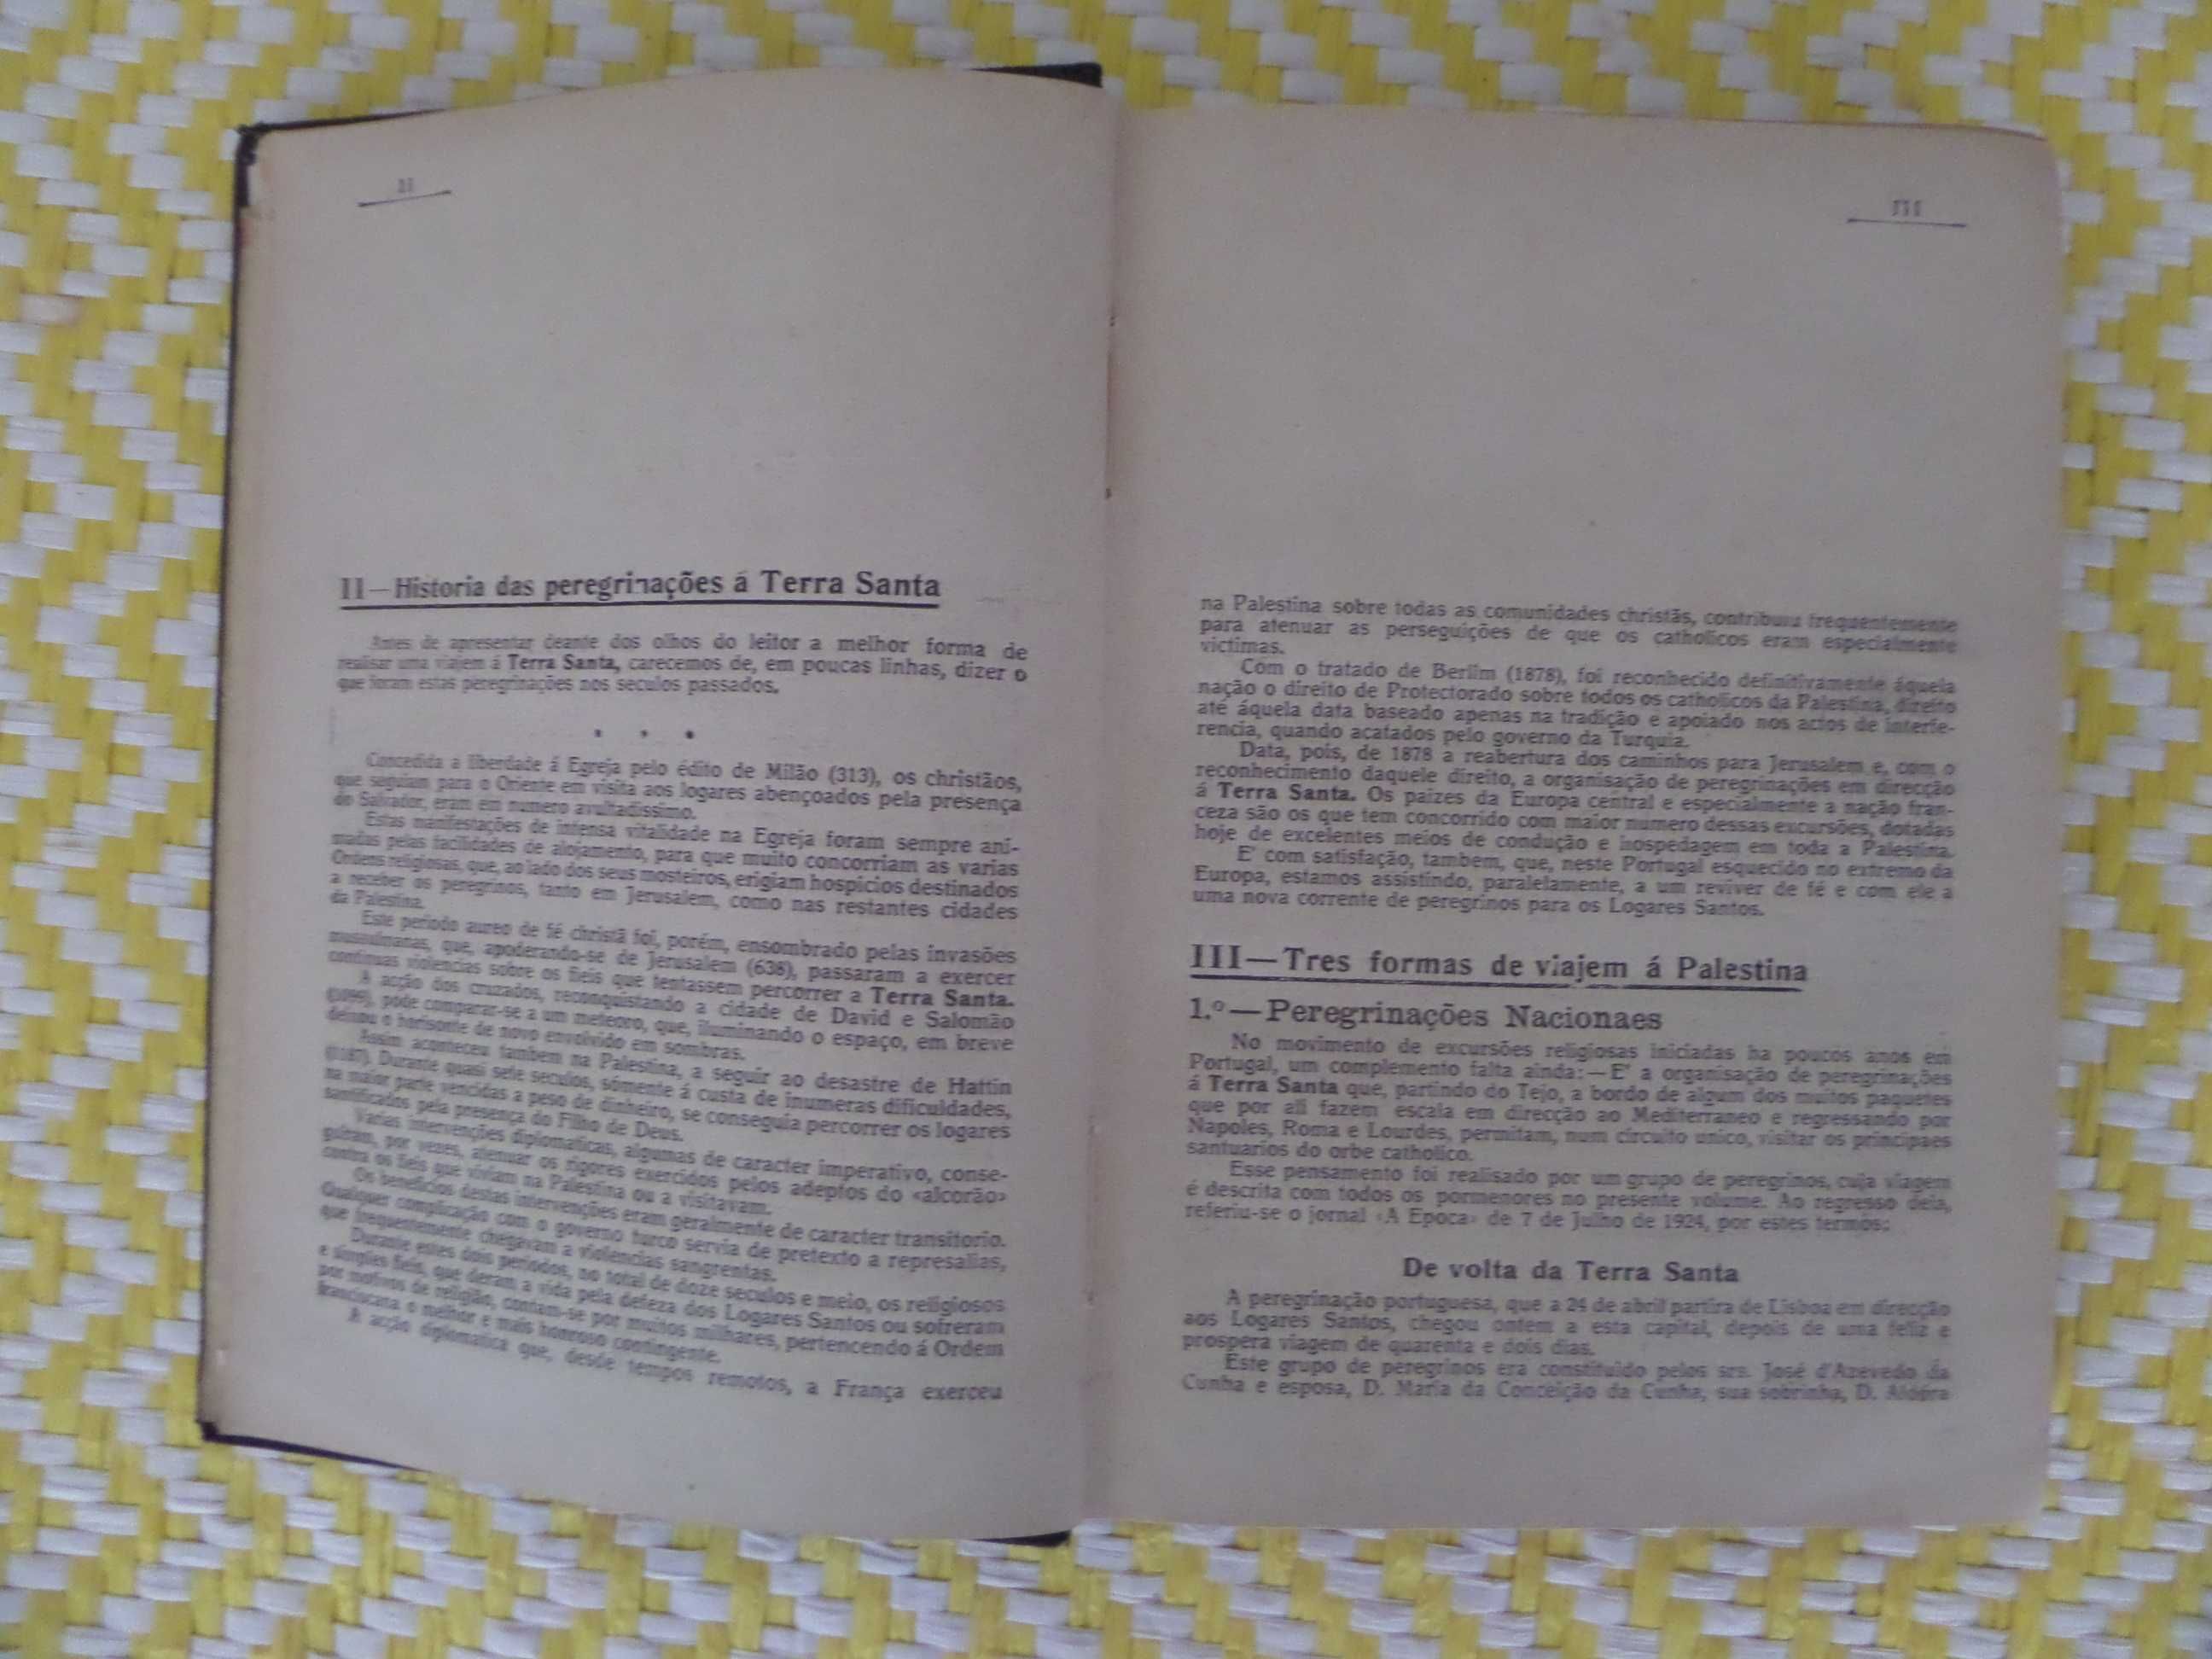 II
II—Historia das peregrinações á Terra Santa
Antes de apresentar deante dos olhos do leitor a melhor forma de
realisar uma viajem á Terra Santa, carecemos de, em poucas linhas, dizer o
que foram estas peregrinações nos seculos passados.
Concedida a liberdade á Egreja pelo édito de Milão (313), os christãos,
que seguiam para o Oriente em visita aos logares abençoados pela presença
do Salvador, eram em numero avultadissimo.
Estas manifestações de intensa vitalidade na Egreja foram sempre ani-
madas pelas facilidades de alojamento, para que muito concorriam as varias
Ordens religiosas, que, ao lado dos seus mosteiros, erigiam hospicios destinados
a receber os peregrinos, tanto em Jerusalem, como nas restantes cidades
da Palestina.
Este periodo aureo de fé christã foi, porém, ensombrado pelas invasões
musulmanas, que, apoderando-se de Jerusalem (638), passaram a exercer
continuas violencias sobre os fieis que tentassem percorrer a Terra Santa.
A acção dos cruzados, reconquistando a cidade de David e Salomão
(1099), pode comparar-se a um meteoro, que, iluminando o espaço, em breve
deixou o horisonte de novo envolvido em sombras.
Assim aconteceu tambem na Palestina, a seguir ao desastre de Hattin
(1187). Durante quasi sete seculos, sómente á custa de inumeras dificuldades,
na maior parte vencidas a peso de dinheiro, se conseguia percorrer os logares
santificados pela presença do Filho de Deus.
Varias intervenções diplomaticas, algumas de caracter imperativo, conse-
guiram, por vezes, atenuar os rigores exercidos pelos adeptos do «alcorão»
contra os fieis que viviam na Palestina ou a visitavam.
Os beneficios destas intervenções eram geralmente de caracter transitorio.
Qualquer complicação com o governo turco servia de pretexto a represalias,
que frequentemente chegavam a violencias sangrentas.
Durante estes dois periodos, no total de doze seculos e meio, os religiosos
e simples fieis, que deram a vida pela defeza dos Logares Santos ou sofreram
por motivos de religião, contam-se por muitos milhares, pertencendo á Ordem
franciscana o melhor e mais honroso contingente.
A acção diplomatica que, desde tempos remotos, a França exerceu
III
na Palestina sobre todas as comunidades christãs, contribuiu frequentemente
para atenuar as perseguições de que os catholicos eram especialmente
victimas.
Com o tratado de Berlim (1878), foi reconhecido definitivamente áquela
nação o direito de Protectorado sobre todos os catholicos da Palestina, direito
até áquela data baseado apenas na tradição e apoiado nos actos de interfe-
rencia, quando acatados pelo governo da Turquia.
Data, pois, de 1878 a reabertura dos caminhos para Jerusalem e, com o
reconhecimento daquele direito, a organisação de peregrinações em direcção
á Terra Santa. Os paizes da Europa central e especialmente a nação fran-
ceza são os que tem concorrido com maior numero dessas excursões, dotadas
hoje de excelentes meios de condução e hospedagem em toda a Palestina.
E' com satisfação, tambem, que, neste Portugal esquecido no extremo da
Europa, estamos assistindo, paralelamente, a um reviver de fé e com ele a
uma nova corrente de peregrinos para os Logares Santos.
III—Tres formas de viajem á Palestina
1.º—Peregrinações Nacionaes
No movimento de excursões religiosas iniciadas ha poucos anos em
Portugal, um complemento falta ainda:—E' a organisação de peregrinações
á Terra Santa que, partindo do Tejo, a bordo de algum dos muitos paquetes
que por ali fazem escala em direcção ao Mediterraneo e regressando por
Napoles, Roma e Lourdes, permitam, num circuito unico, visitar os principaes
santuarios do orbe catholico.
Esse pensamento foi realisado por um grupo de peregrinos, cuja viagem
é descrita com todos os pormenores no presente volume. Ao regresso dela,
referiu-se o jornal «A Epoca» de 7 de Julho de 1924, por estes termos:
De volta da Terra Santa
A peregrinação portuguesa, que a 24 de abril partira de Lisboa em direcção
aos Logares Santos, chegou ontem a esta capital, depois de uma feliz e
prospera viagem de quarenta e dois dias.
Este grupo de peregrinos era constituido pelos srs. José d'Azevedo da
Cunha e esposa, D. Maria da Conceição da Cunha, sua sobrinha, D.